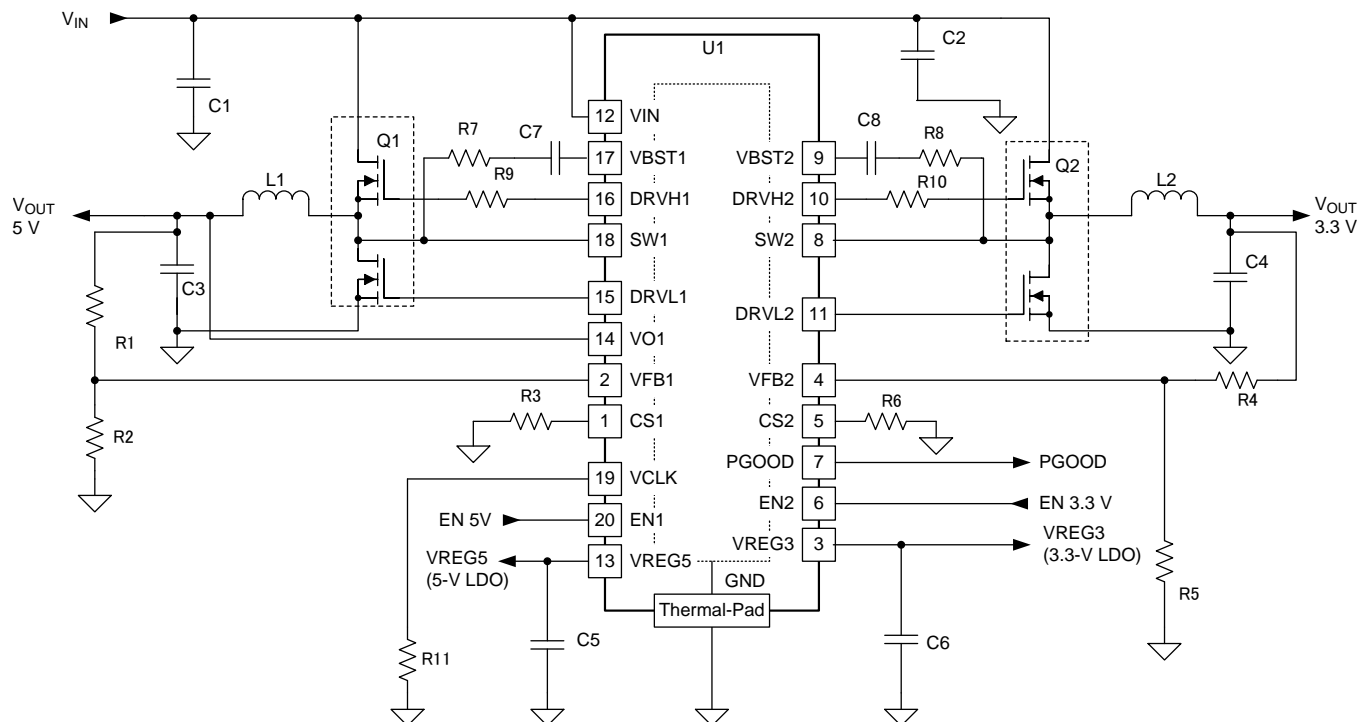 VIN
C1
Q1
R7
C7
R9
L1
VOUT
5 V
C3
R1
R2
R3
EN 5V
VREG5
(5-V LDO)
R11
C5
U1
12 VIN
17 VBST1
16 DRVH1
18 SW1
15 DRVL1
14 VO1
2 VFB1
1 CS1
19 VCLK
20 EN1
13 VREG5
VBST2 9
DRVH2 10
SW2 8
DRVL2 11
VFB2 4
CS2 5
PGOOD 7
EN2 6
VREG3 3
GND
Thermal-Pad
C2
C8
R8
R10
Q2
L2
VOUT
3.3 V
C4
R4
R6
PGOOD
EN 3.3 V
VREG3
(3.3-V LDO)
R5
C6